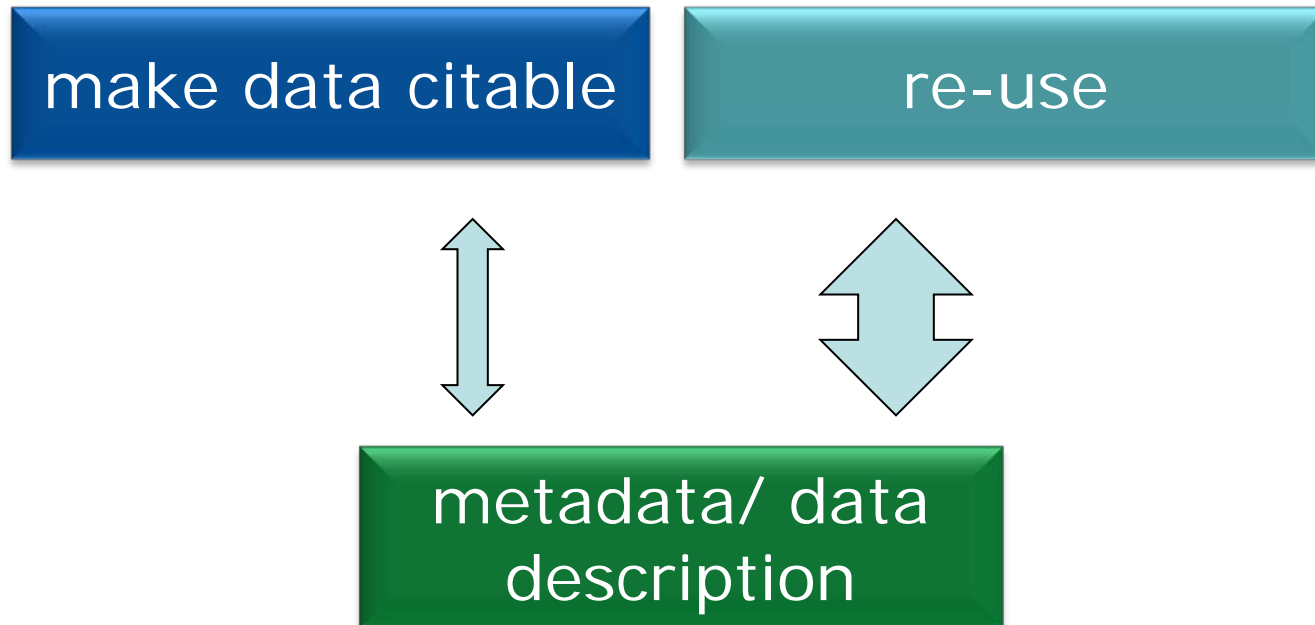 make data citable
re-use
metadata/ data
description